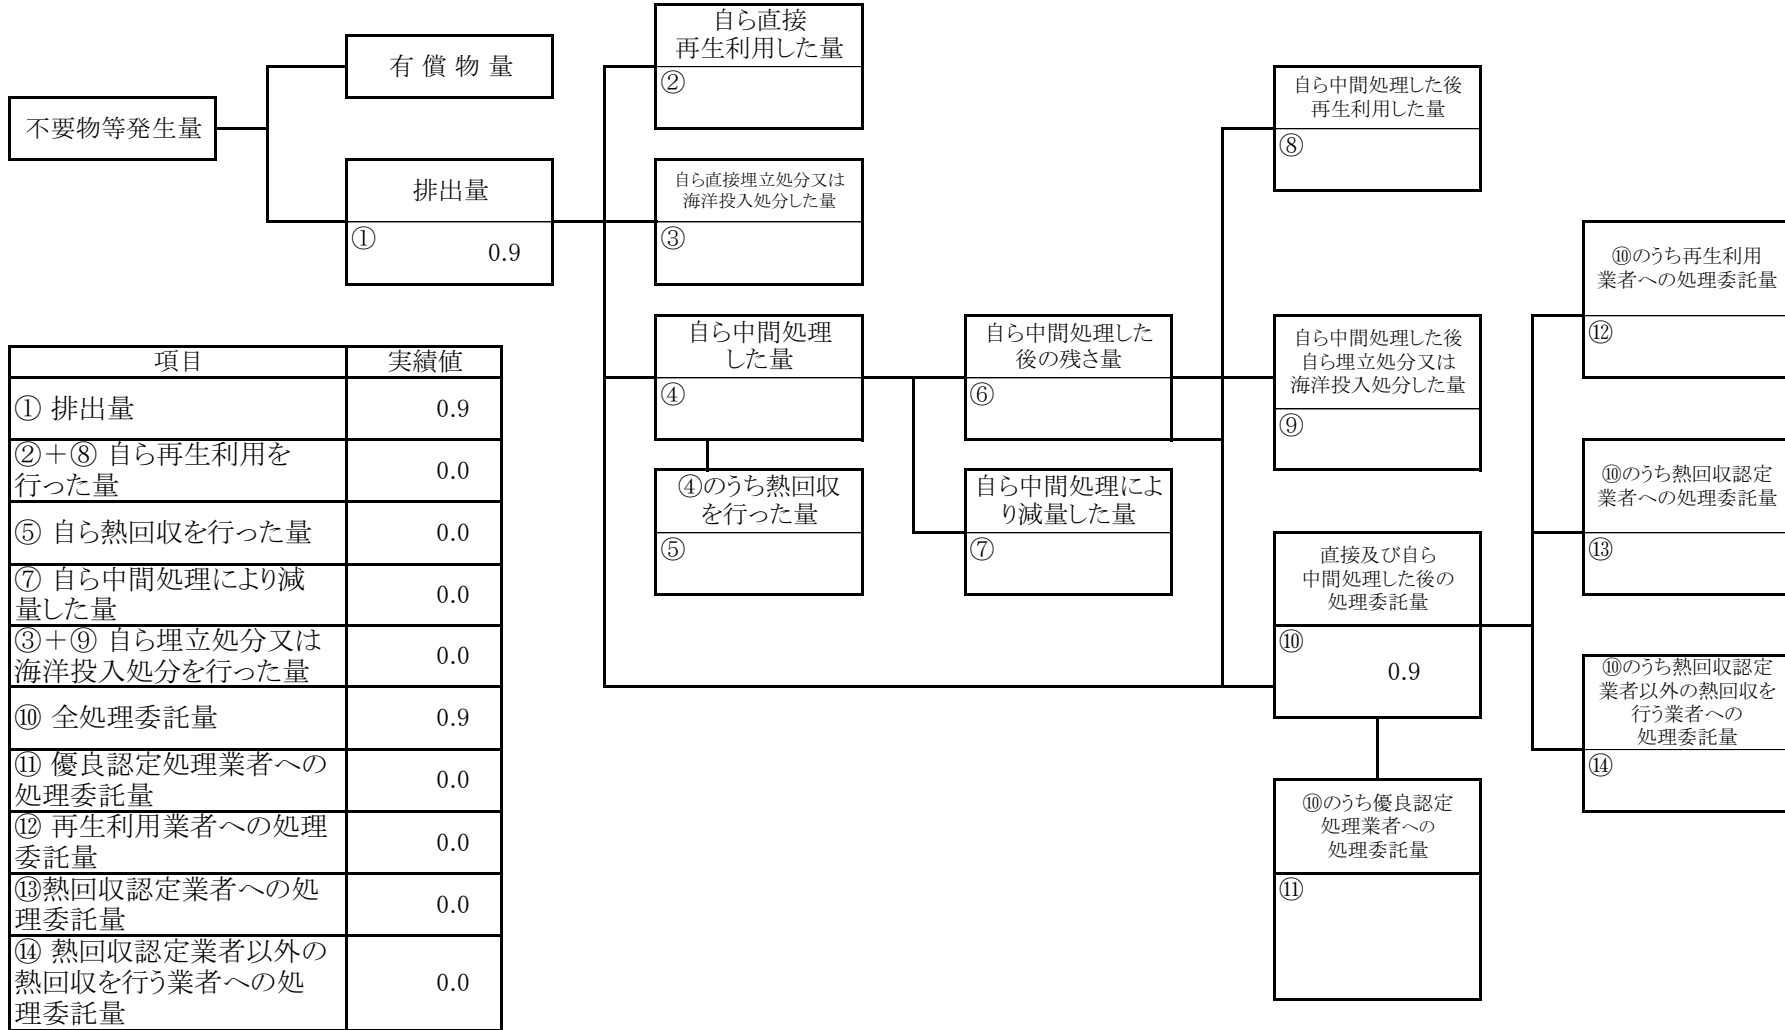 不要物等発生量
有 償 物 量
排出量
①
0.9
自ら直接
再生利用した量
②
自ら直接埋立処分又は
海洋投入処分した量
③
自ら中間処理
した量
④
④のうち熱回収
を行った量
⑤
自ら中間処理した
後の残さ量
⑥
自ら中間処理によ
り減量した量
⑦
自ら中間処理した後
再生利用した量
⑧
自ら中間処理した後
自ら埋立処分又は
海洋投入処分した量
⑨
直接及び自ら
中間処理した後の
処理委託量
⑩
0.9
⑩のうち優良認定
処理業者への
処理委託量
⑪
⑩のうち再生利用
業者への処理委託量
⑫
⑩のうち熱回収認定
業者への処理委託量
⑬
⑩のうち熱回収認定
業者以外の熱回収を
行う業者への
処理委託量
⑭
項目 実績値
① 排出量 0.9
②＋⑧ 自ら再生利用を
行った量 0.0
⑤ 自ら熱回収を行った量 0.0
⑦ 自ら中間処理により減
量した量 0.0
③＋⑨ 自ら埋立処分又は
海洋投入処分を行った量 0.0
⑩ 全処理委託量 0.9
⑪ 優良認定処理業者への
処理委託量 0.0
⑫ 再生利用業者への処理
委託量 0.0
⑬熱回収認定業者への処
理委託量 0.0
⑭ 熱回収認定業者以外の
熱回収を行う業者への処 0.0
理委託量